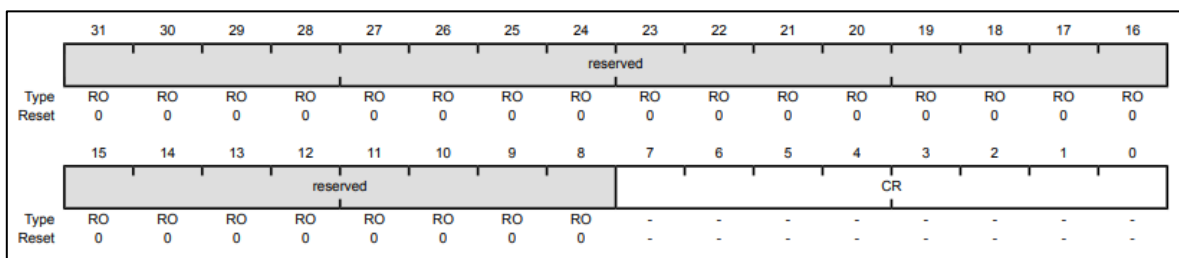 31 30 29 28 27 26 25 24 23 22 21 20 19 18 17 16
reserved
Type RO RO RO RO RO RO RO RO RO RO RO RO RO RO RO RO
Reset 0 0 0 0 0 0 0 0 0 0 0 0 0 0 0 0
15 14 13 12 11 10 9 8 7 6 5 4 3 2 1 0
reserved CR
Type RO RO RO RO RO RO RO RO - - - - - - - -
Reset 0 0 0 0 0 0 0 0 - - - - - - - -